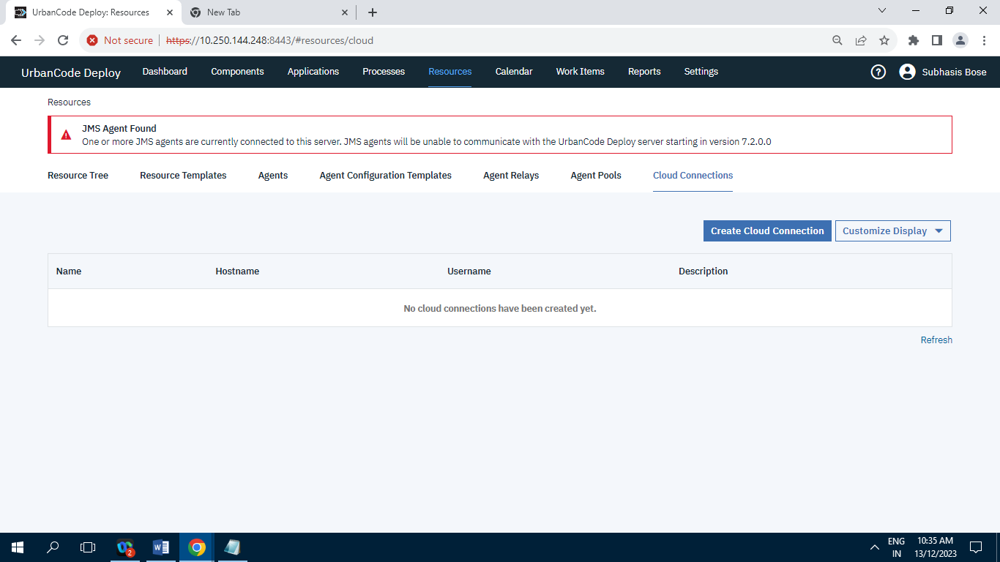 UrbanCode Deploy: Resources
New Tab
Not secure https://10.250.144.248:8443/#resources/cloud
UrbanCode Deploy Dashboard Components Applications Processes Resources Calendar Work Items Reports Settings Subhasis Bose
Resources
JMS Agent Found
One or more JMS agents are currently connected to this server. JMS agents will be unable to communicate with the UrbanCode Deploy server starting in version 7.2.0.0
Resource Tree Resource Templates Agents Agent Configuration Templates Agent Relays Agent Pools Cloud Connections
Create Cloud Connection Customize Display
Name Hostname Username Description
No cloud connections have been created yet.
Refresh
2
ENG 10:35 AM
IN 13/12/2023